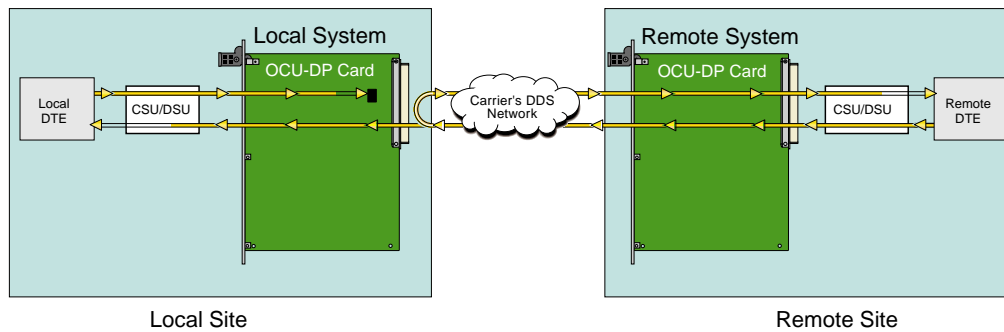 Local System
Remote System
OCU-DP Card
OCU-DP Card
Local
DTE
CSU/DSU
Carrier's DDS
Network
CSU/DSU
Remote
DTE
Local Site
Remote Site